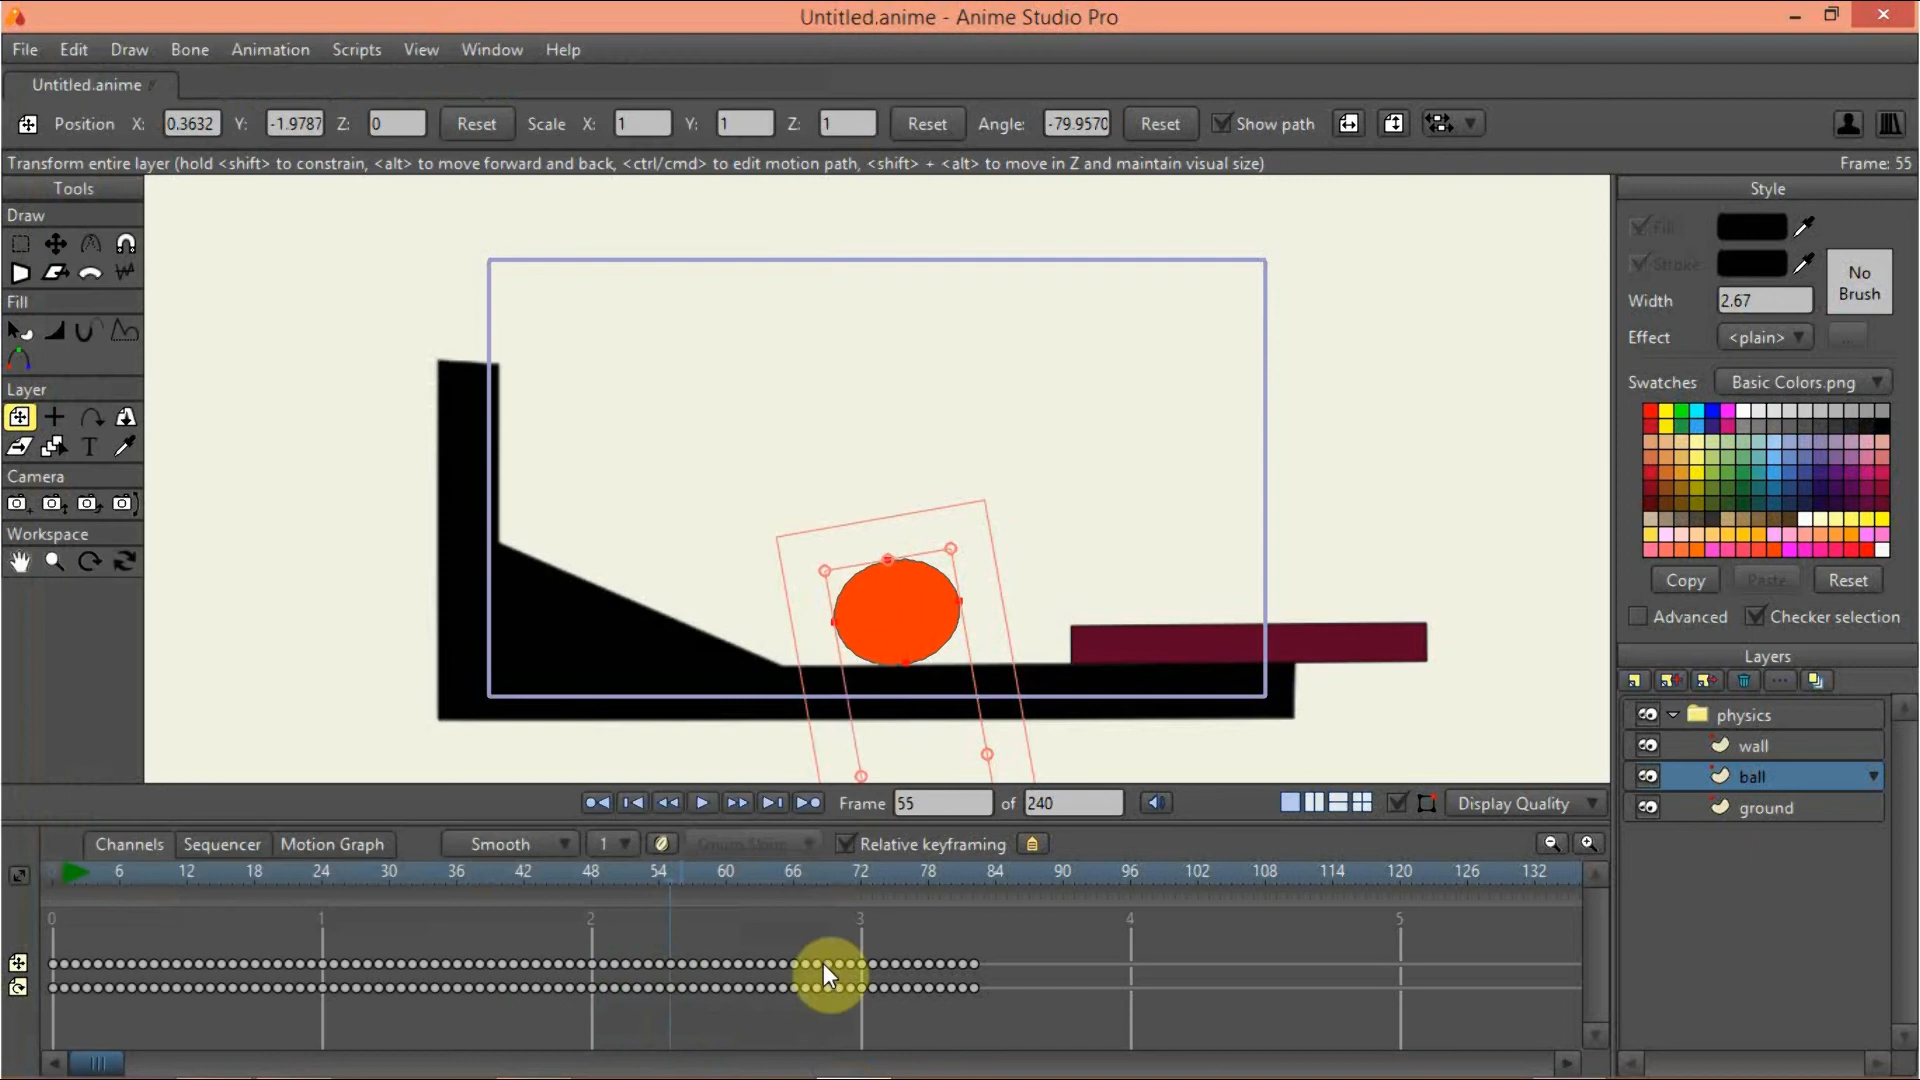 Untitled.anime - Anime Studio Pro
File Edit Draw Bone Animation Scripts View Window Help
Untitled.anime
Position X: 0.3632 Y: -1.9787 Z: 0 Reset Scale X: 1 Y: 1 Z: 1 Reset Angle: -79.9570 Reset Show path
Transform entire layer (hold <shift> to constrain, <alt> to move forward and back, <ctrl/cmd> to edit motion path, <shift> + <alt> to move in Z and maintain visual size) Frame: 55
Tools
Draw
Fill
Layer
T
Camera
Workspace
Style
Fill
Stroke
No
Brush
Width 2.67
Effect <plain> ...
Swatches Basic Colors.png
Copy Paste Reset
Advanced Checker selection
Layers
physics
wall
ball
ground
Frame 55 of 240 Display Quality
Channels Sequencer Motion Graph Smooth 1 Relative keyframing
6 12 18 24 30 36 42 48 54 60 66 72 78 84 90 96 102 108 114 120 126 132
0 1 2 3 4 5